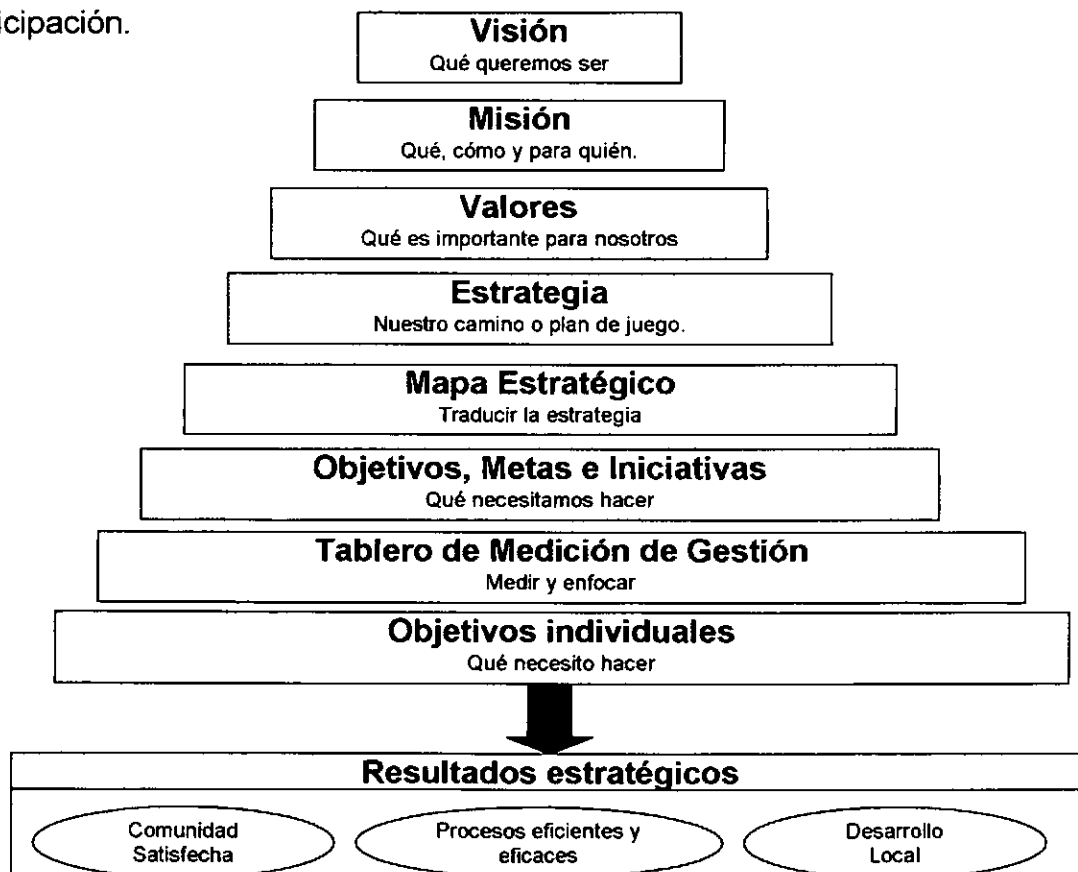 icipación.
Visión
Qué queremos ser
Misión
Qué, cómo y para quién.
Valores
Qué es importante para nosotros
Estrategia
Nuestro camino o plan de juego.
Mapa Estratégico
Traducir la estrategia
Objetivos, Metas e Iniciativas
Qué necesitamos hacer
Tablero de Medición de Gestión
Medir y enfocar
Objetivos individuales
Qué necesito hacer
Resultados estratégicos
Comunidad
Satisfecha
Procesos eficientes y
eficaces
Desarrollo
Local